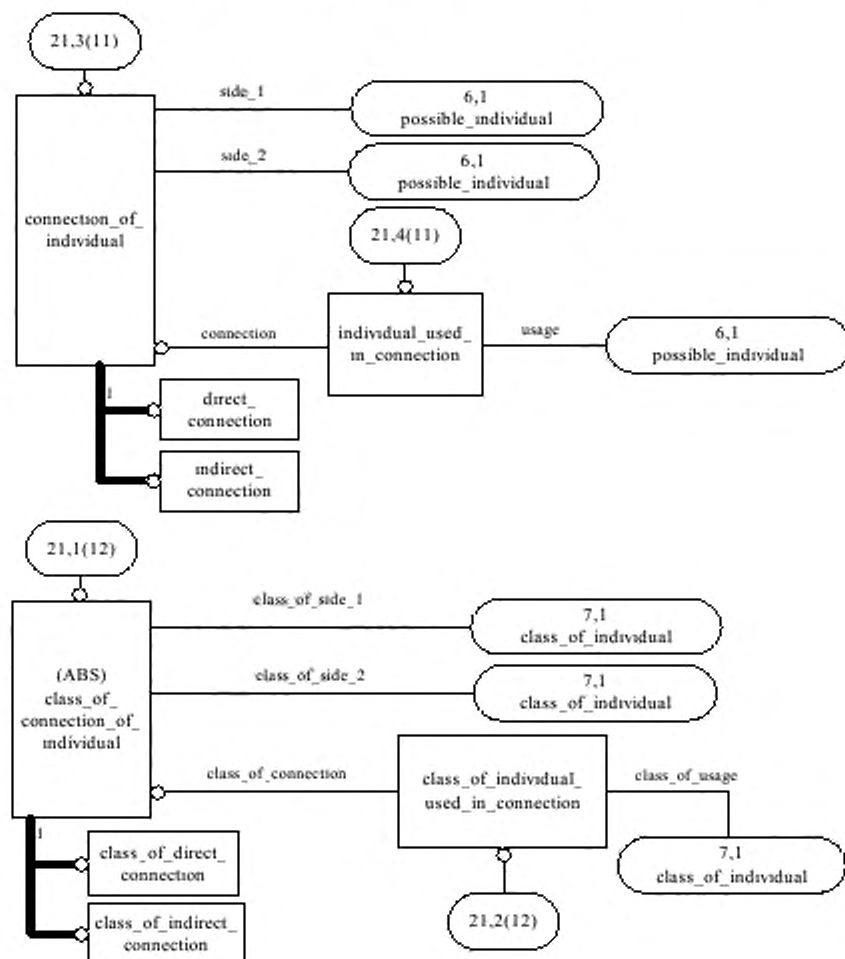 21,3(11)
side_1
6,1
possible_individual
side_2
6,1
possible_individual
connection_of_
individual
21,4(11)
connection
individual_used_
in_connection
usage
6,1
possible_individual
1
direct_
connection
indirect_
connection
21,1(12)
class_of_side_1
7,1
class_of_individual
(ABS)
class_of_
connection_of_
individual
class_of_side_2
7,1
class_of_individual
class_of_connection
class_of_individual_
used_in_connection
class_of_usage
7,1
class_of_individual
1
class_of_direct_
connection
class_of_indirect_
connection
21,2(12)